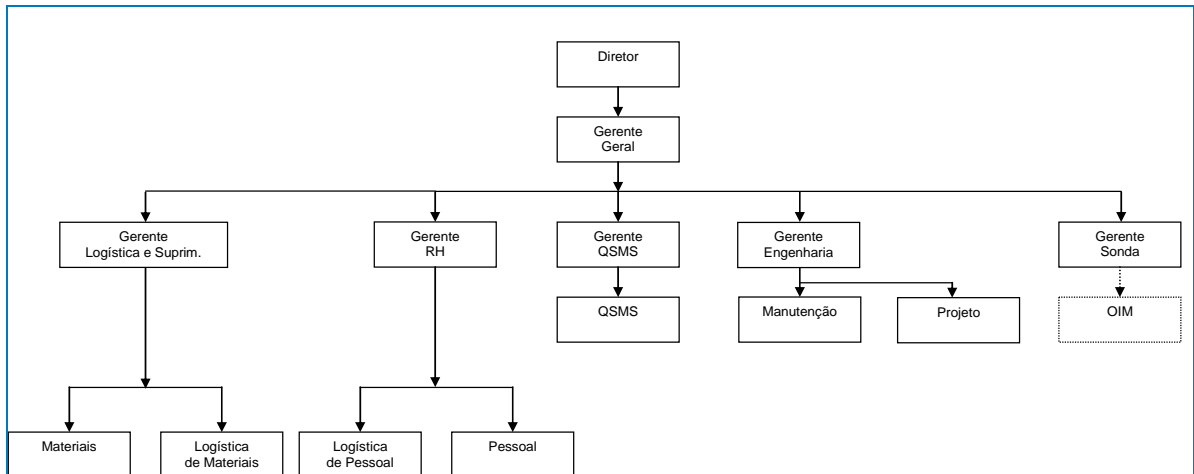 Diretor
Gerente
Geral
Gerente
Logística e Suprim.
Gerente
RH
Gerente
QSMS
Gerente
Engenharia
Gerente
Sonda
QSMS
Manutenção
Projeto
OIM
Materiais
Logística
de Materiais
Logística
de Pessoal
Pessoal